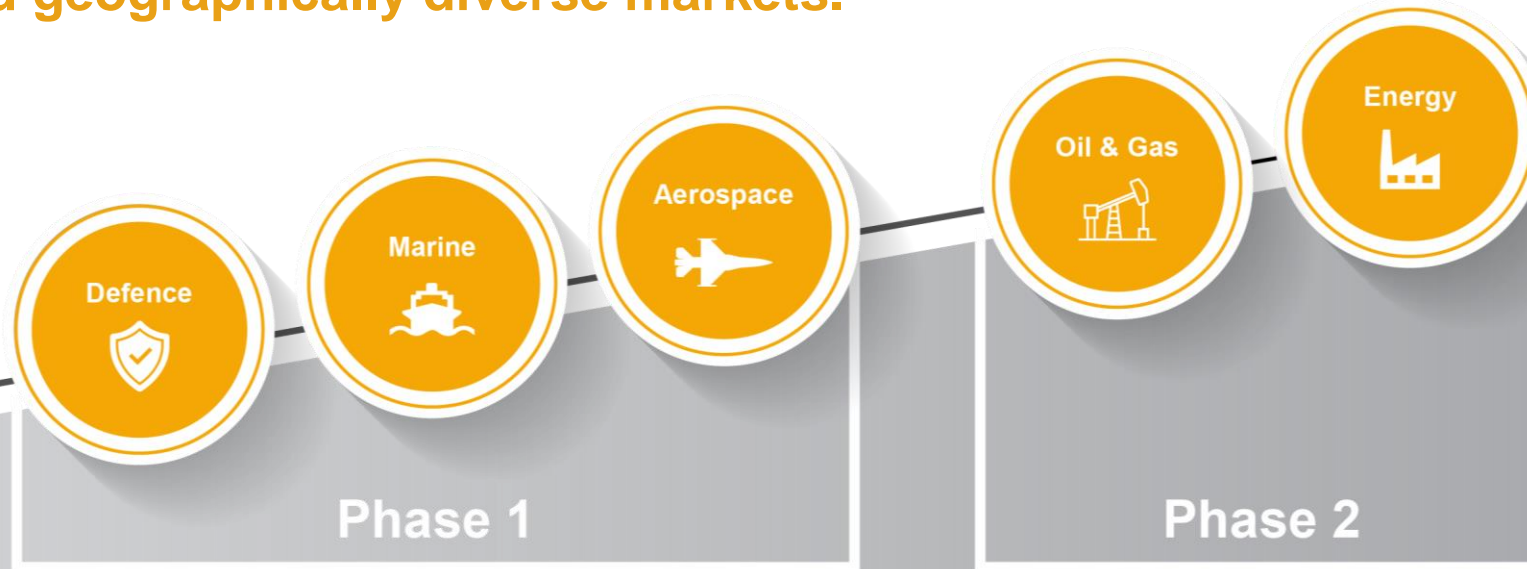 geographically diverse markets.
Defence
Marine
Aerospace
Oil & Gas
Energy
Phase 1
Phase 2